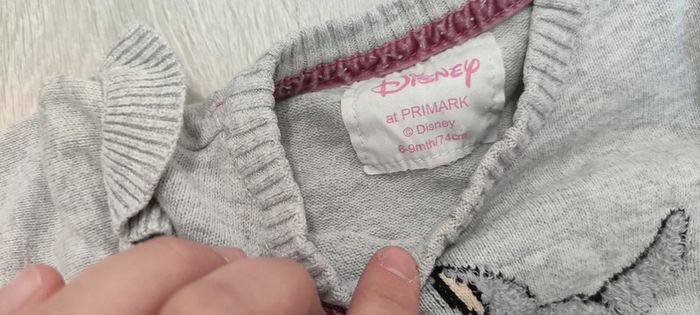 Disney
at PRIMARK
© Disney
6-9mth/74cm